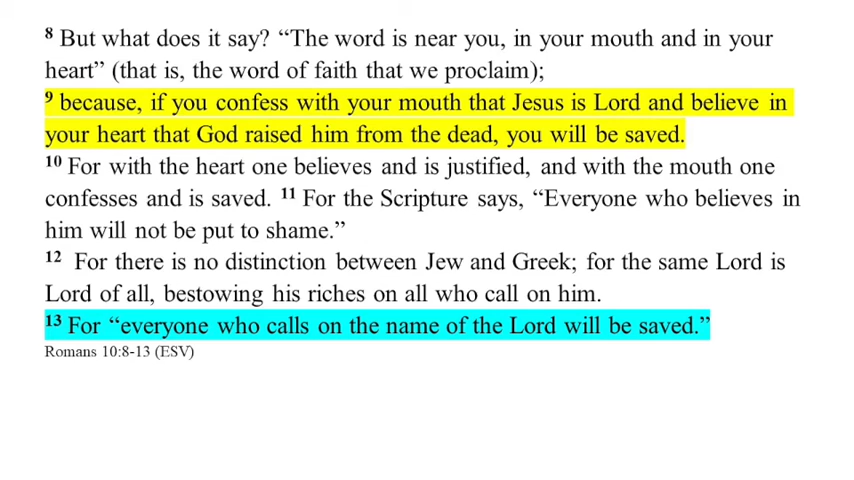 8 But what does it say? “The word is near you, in your mouth and in your
heart” (that is, the word of faith that we proclaim);
9 because, if you confess with your mouth that Jesus is Lord and believe in
your heart that God raised him from the dead, you will be saved.
10 For with the heart one believes and is justified, and with the mouth one
confesses and is saved. 11 For the Scripture says, “Everyone who believes in
him will not be put to shame.”
12 For there is no distinction between Jew and Greek; for the same Lord is
Lord of all, bestowing his riches on all who call on him.
13 For “everyone who calls on the name of the Lord will be saved.”
Romans 10:8-13 (ESV)